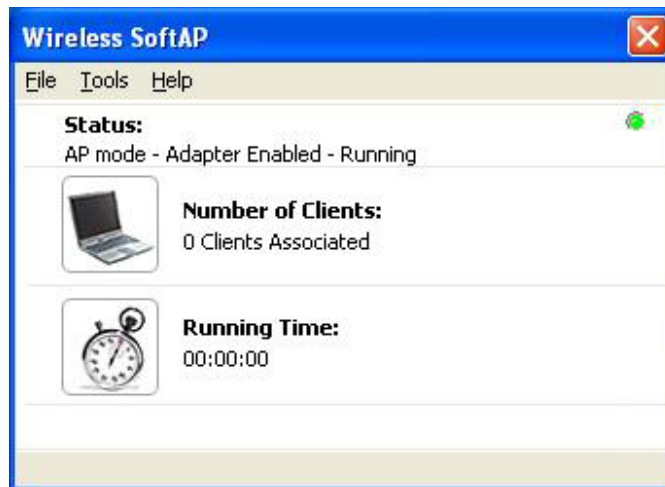 Wireless SoftAP
File Tools Help
Status:
AP mode - Adapter Enabled - Running
Number of Clients:
0 Clients Associated
Running Time:
00:00:00